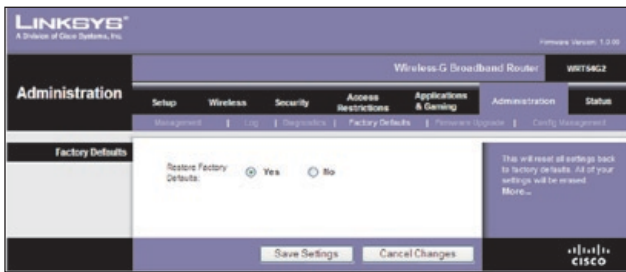 LINKSYS®
A Division of Cisco Systems, Inc.
Firmware Version: 1.0.00
Wireless-G Broadband Router
WRT54G2
Administration
Setup
Wireless
Security
Access Restrictions
Applications & Gaming
Administration
Status
Management | Log | Diagnostics | Factory Defaults | Firmware Upgrade | Config Management
Factory Defaults
Restore Factory
Defaults:
Yes
No
This will reset all settings back
to factory defaults. All of your
settings will be erased.
More...
Save Settings
Cancel Changes
CISCO